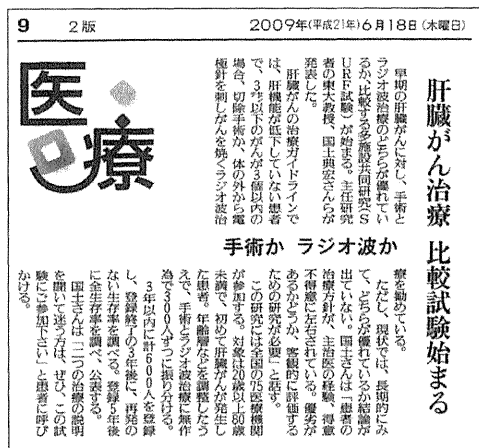 9
2版
2009年(平成21年)6月18日(木曜日)
医療
肝臓がん治療 比較試験始まる
手術か ラジオ波か
早期の肝臓がんに対し、手術と
ラジオ波治療のどちらが優れてい
るか、比較する多施設共同研究(S
URF試験)が始まる。主任研究
者の東大教授、国土典宏さんらが
発表した。
肝臓がんの治療ガイドラインで
は、肝機能が低下していない患者
で、3㌢以下のがんが3個以内の
場合、切除手術か、体の外から電
極針を刺しがんを焼くラジオ波治
療を勧めている。
ただし、現状では、長期的にみ
て、どちらが優れているか結論が
出ていない。国土さんは「患者の
治療方針が、主治医の経験、得意
不得意に左右されている。優劣が
あるかどうか、客観的に評価する
ための研究が必要」と話す。
この研究には全国の75医療機関
が参加する。対象は20歳以上80歳
未満で、初めて肝臓がんが発生し
た患者。年齢層などを調整したう
えで、手術とラジオ波治療に無作
為で300人ずつに振り分ける。
3年以内に計600人を登録
し、登録終了の3年後に、再発の
ない生存率を調べる。登録5年後
に全生存率を調べ、公表する。
国土さんは「二つの治療の説明
を聞いて迷う方は、ぜひ、この試
験にご参加下さい」と患者に呼び
かける。